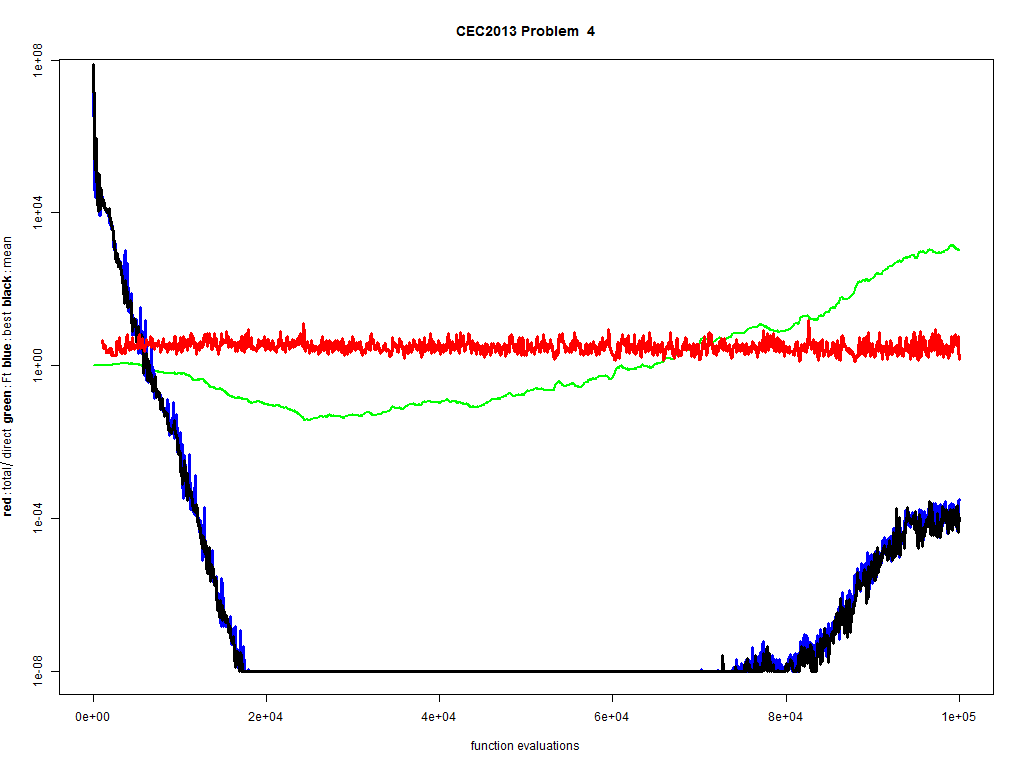 CEC2013 Problem  4
red : total/ direct green : Ft blue : best black : mean
1e+08
1e+04
1e+00
1e-04
1e-08
0e+00
2e+04
4e+04
6e+04
8e+04
1e+05
function evaluations